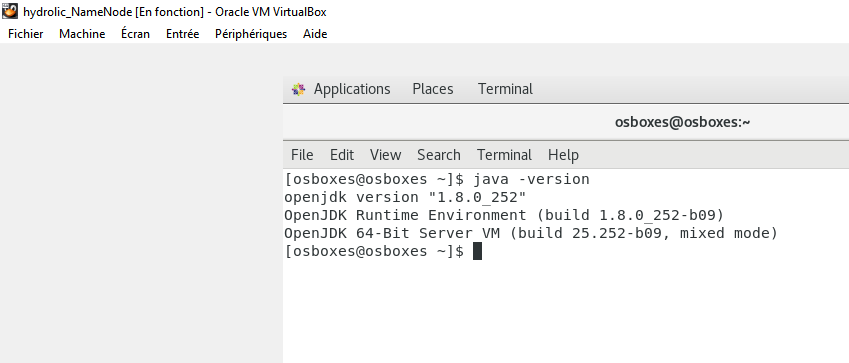 hydrolic_NameNode [En fonction] - Oracle VM VirtualBox
Fichier Machine Écran Entrée Périphériques Aide
Applications Places Terminal
osboxes@osboxes:~
File Edit View Search Terminal Help
[osboxes@osboxes ~]$ java -version
openjdk version "1.8.0_252"
OpenJDK Runtime Environment (build 1.8.0_252-b09)
OpenJDK 64-Bit Server VM (build 25.252-b09, mixed mode)
[osboxes@osboxes ~]$